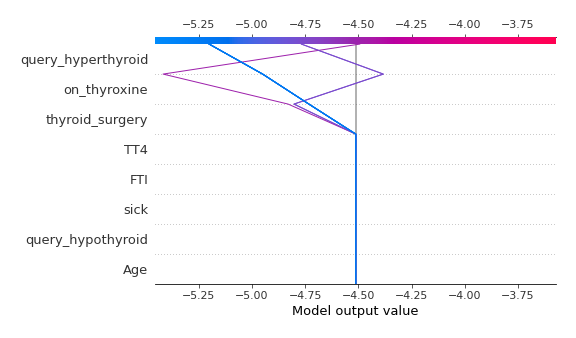 −5.25 −5.00 −4.75 −4.50 −4.25 −4.00 −3.75
query_hyperthyroid
on_thyroxine
thyroid_surgery
TT4
FTI
sick
query_hypothyroid
Age
−5.25 −5.00 −4.75 −4.50 −4.25 −4.00 −3.75
Model output value